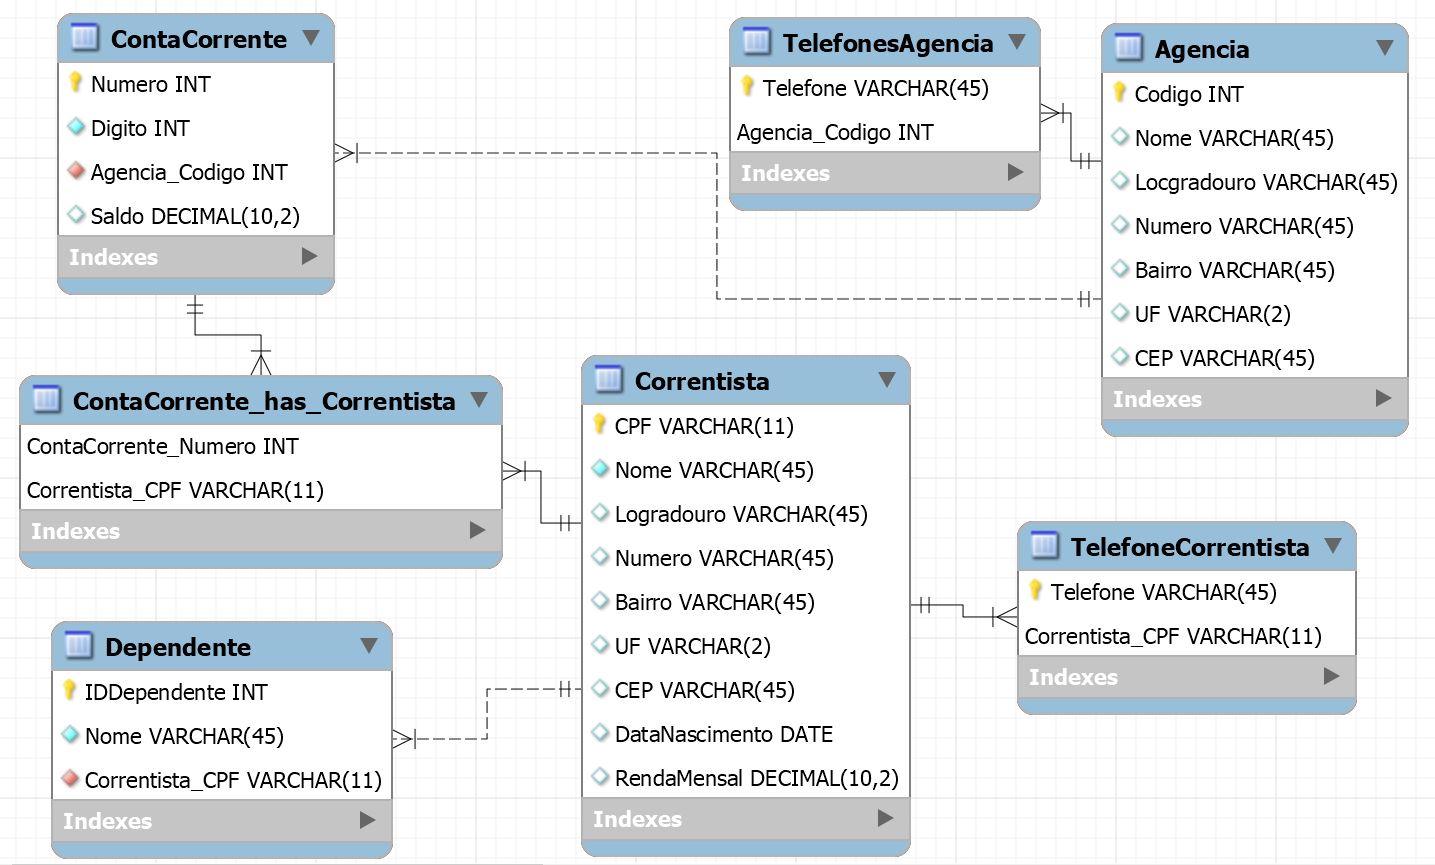 ContaCorrente
Numero INT
Digito INT
Agencia_Codigo INT
Saldo DECIMAL(10,2)
Indexes
TelefonesAgencia
Telefone VARCHAR(45)
Agencia_Codigo INT
Indexes
Agencia
Codigo INT
Nome VARCHAR(45)
Locgradouro VARCHAR(45)
Numero VARCHAR(45)
Bairro VARCHAR(45)
UF VARCHAR(2)
CEP VARCHAR(45)
Indexes
ContaCorrente_has_Correntista
ContaCorrente_Numero INT
Correntista_CPF VARCHAR(11)
Indexes
Correntista
CPF VARCHAR(11)
Nome VARCHAR(45)
Logradouro VARCHAR(45)
Numero VARCHAR(45)
Bairro VARCHAR(45)
UF VARCHAR(2)
CEP VARCHAR(45)
DataNascimento DATE
RendaMensal DECIMAL(10,2)
Indexes
TelefoneCorrentista
Telefone VARCHAR(45)
Correntista_CPF VARCHAR(11)
Indexes
Dependente
IDDependente INT
Nome VARCHAR(45)
Correntista_CPF VARCHAR(11)
Indexes